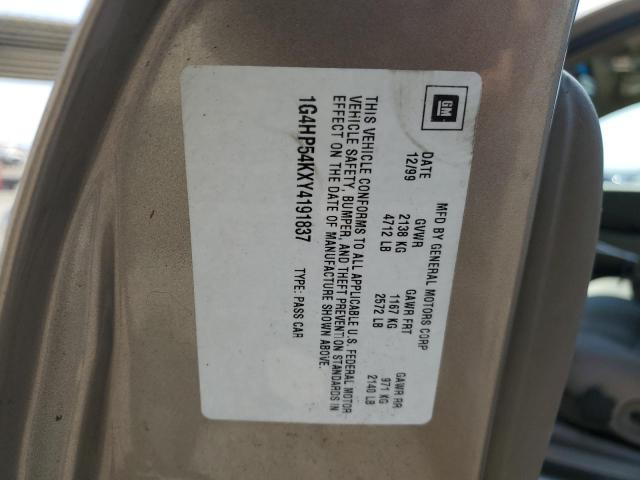 GM
MFD BY GENERAL MOTORS CORP
DATE GVWR GAWR FRT GAWR RR
12/99 2138 KG 1167 KG 971 KG
4712 LB 2572 LB 2140 LB
THIS VEHICLE CONFORMS TO ALL APPLICABLE U.S. FEDERAL MOTOR
VEHICLE SAFETY, BUMPER, AND THEFT PREVENTION STANDARDS IN
EFFECT ON THE DATE OF MANUFACTURE SHOWN ABOVE.
1G4HP54KXY4191837 TYPE: PASS CAR